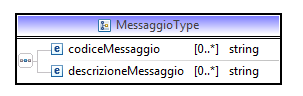 MessaggioType
codiceMessaggio [0..*] string
descrizioneMessaggio [0..*] string